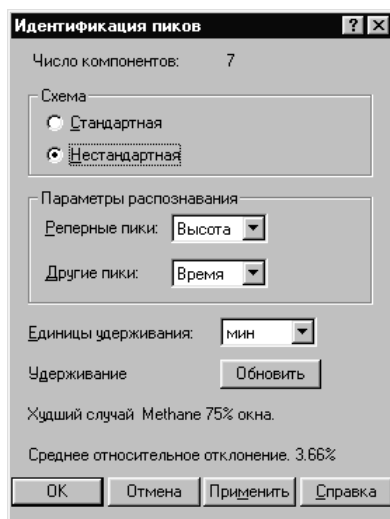 Идентификация пиков
Число компонентов: 7
Схема
Стандартная
Нестандартная
Параметры распознавания
Реперные пики: Высота
Другие пики: Время
Единицы удерживания: мин
Удерживание Обновить
Худший случай Methane 75% окна.
Среднее относительное отклонение. 3.66%
OK Отмена Применить Справка